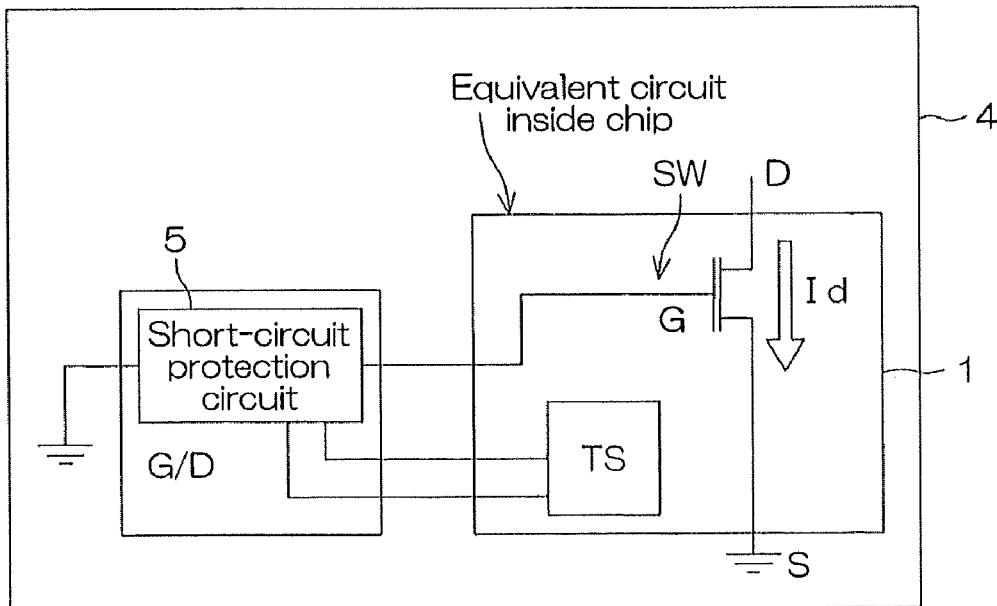 Equivalent circuit
inside chip
4
SW
D
5
Id
G
Short-circuit
protection
circuit
1
TS
G/D
S